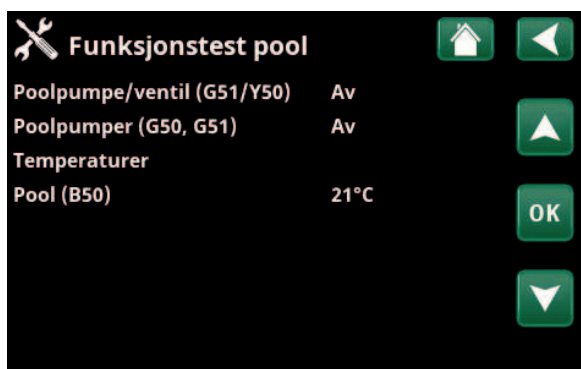 Funksjonstest pool
Poolpumpe/ventil (G51/Y50) Av
Poolpumper (G50, G51) Av
Temperaturer
Pool (B50) 21°C
OK